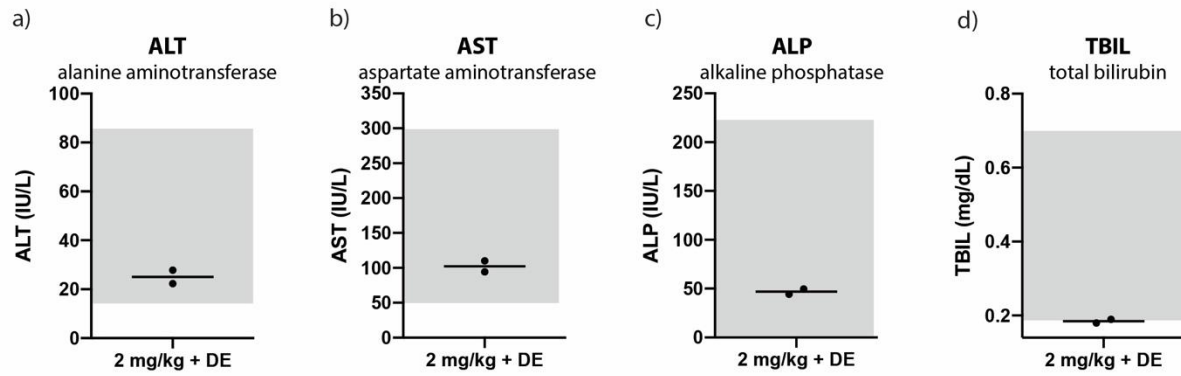 a)
ALT
alanine aminotransferase
100
80
60
40
20
0
ALT (IU/L)
2 mg/kg + DE
b)
AST
aspartate aminotransferase
350
300
250
200
150
100
50
0
AST (IU/L)
2 mg/kg + DE
c)
ALP
alkaline phosphatase
250
200
150
100
50
0
ALP (IU/L)
2 mg/kg + DE
d)
TBIL
total bilirubin
0.8
0.6
0.4
0.2
TBIL (mg/dL)
2 mg/kg + DE